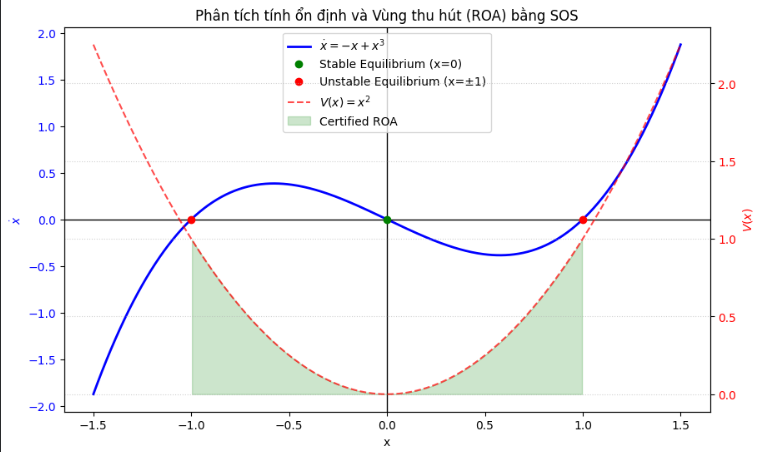 Phân tích tính ổn định và Vùng thu hút (ROA) bằng SOS
ẋ = −x + x³
Stable Equilibrium (x=0)
Unstable Equilibrium (x=±1)
V(x) = x²
Certified ROA
2.0
1.5
1.0
0.5
0.0
−0.5
−1.0
−1.5
−2.0
ẋ
2.0
1.5
1.0
0.5
0.0
V(x)
−1.5
−1.0
−0.5
0.0
0.5
1.0
1.5
x